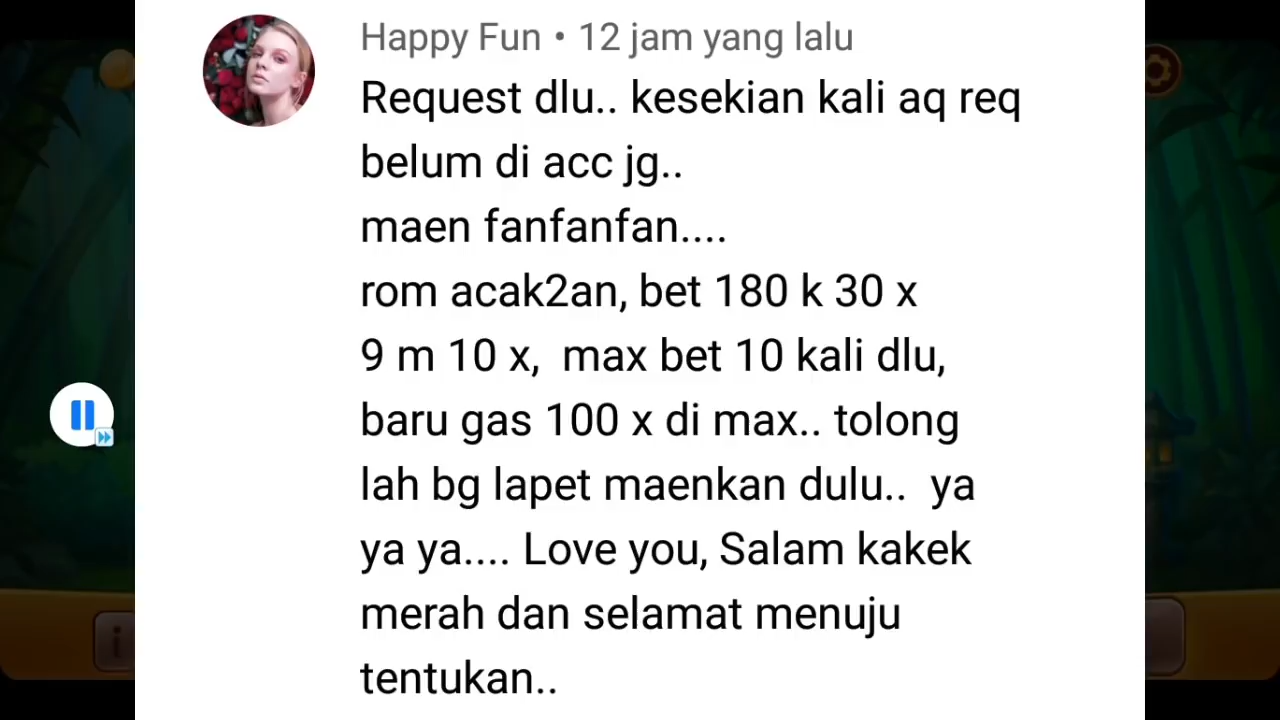 Happy Fun • 12 jam yang lalu
Request dlu.. kesekian kali aq req
belum di acc jg..
maen fanfanfan....
rom acak2an, bet 180 k 30 x
9 m 10 x,  max bet 10 kali dlu,
baru gas 100 x di max.. tolong
lah bg lapet maenkan dulu..  ya
ya ya.... Love you, Salam kakek
merah dan selamat menuju
tentukan..